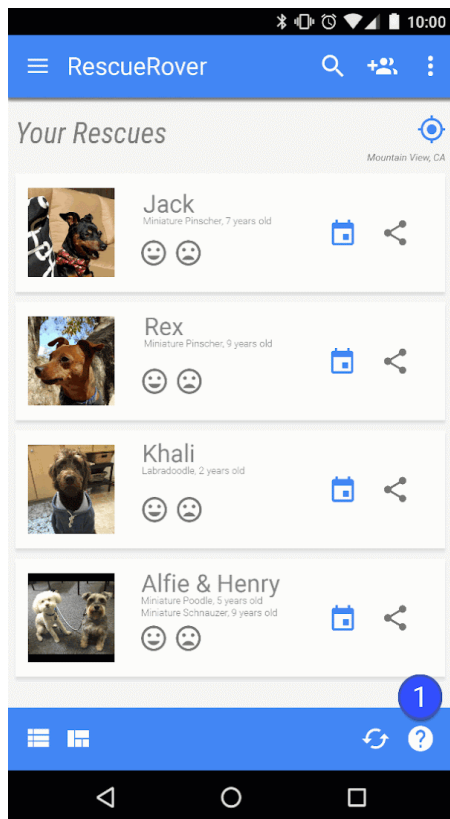 10:00
RescueRover
Your Rescues
Mountain View, CA
Jack
Miniature Pinscher, 7 years old
Rex
Miniature Pinscher, 9 years old
Khali
Labradoodle, 2 years old
Alfie & Henry
Miniature Poodle, 5 years old
Miniature Schnauzer, 9 years old
1
?